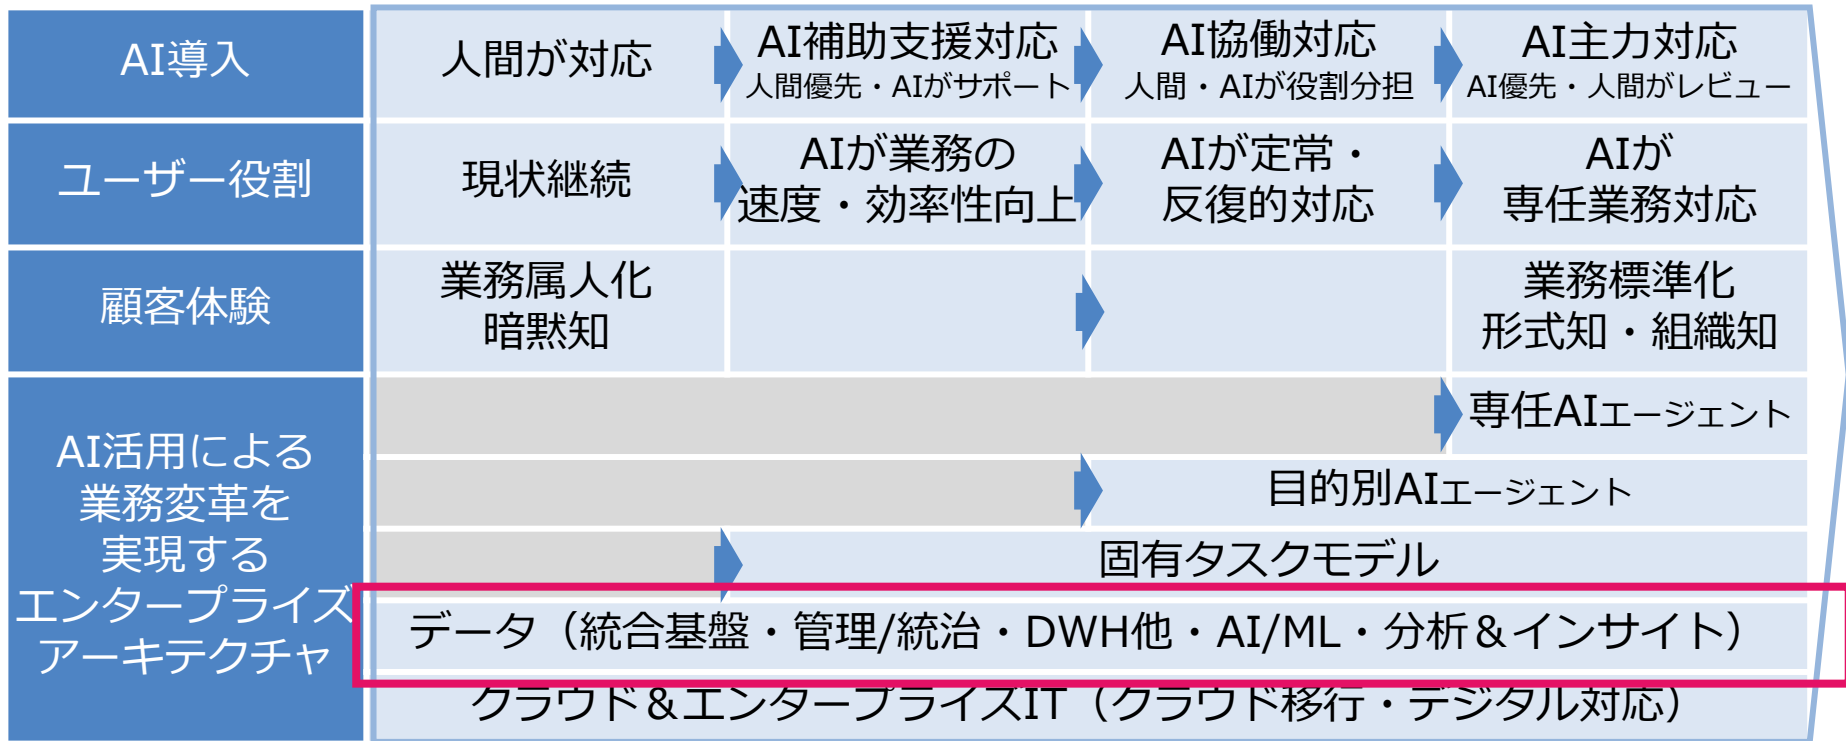 AI導入
人間が対応
AI補助支援対応
人間優先・AIがサポート
AI協働対応
人間・AIが役割分担
AI主力対応
AI優先・人間がレビュー
ユーザー役割
現状継続
AIが業務の
速度・効率性向上
AIが定常・
反復的対応
AIが
専任業務対応
顧客体験
業務属人化
暗黙知
業務標準化
形式知・組織知
AI活用による
業務変革を
実現する
エンタープライズ
アーキテクチャ
専任AIエージェント
目的別AIエージェント
固有タスクモデル
データ（統合基盤・管理/統治・DWH他・AI/ML・分析＆インサイト）
クラウド＆エンタープライズIT（クラウド移行・デジタル対応）